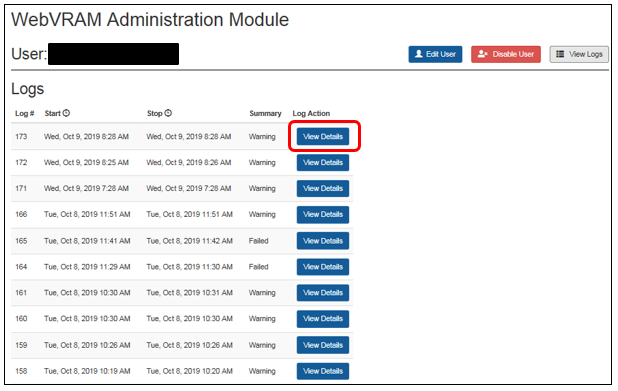 WebVRAM Administration Module
User:
Edit User Disable User View Logs
Logs
Log # Start Stop Summary Log Action
173 Wed, Oct 9, 2019 8:28 AM Wed, Oct 9, 2019 8:28 AM Warning View Details
172 Wed, Oct 9, 2019 8:25 AM Wed, Oct 9, 2019 8:26 AM Warning View Details
171 Wed, Oct 9, 2019 7:28 AM Wed, Oct 9, 2019 7:28 AM Warning View Details
166 Tue, Oct 8, 2019 11:51 AM Tue, Oct 8, 2019 11:51 AM Warning View Details
165 Tue, Oct 8, 2019 11:41 AM Tue, Oct 8, 2019 11:42 AM Failed View Details
164 Tue, Oct 8, 2019 11:29 AM Tue, Oct 8, 2019 11:30 AM Failed View Details
161 Tue, Oct 8, 2019 10:30 AM Tue, Oct 8, 2019 10:31 AM Warning View Details
160 Tue, Oct 8, 2019 10:30 AM Tue, Oct 8, 2019 10:30 AM Warning View Details
159 Tue, Oct 8, 2019 10:26 AM Tue, Oct 8, 2019 10:26 AM Warning View Details
158 Tue, Oct 8, 2019 10:19 AM Tue, Oct 8, 2019 10:20 AM Warning View Details